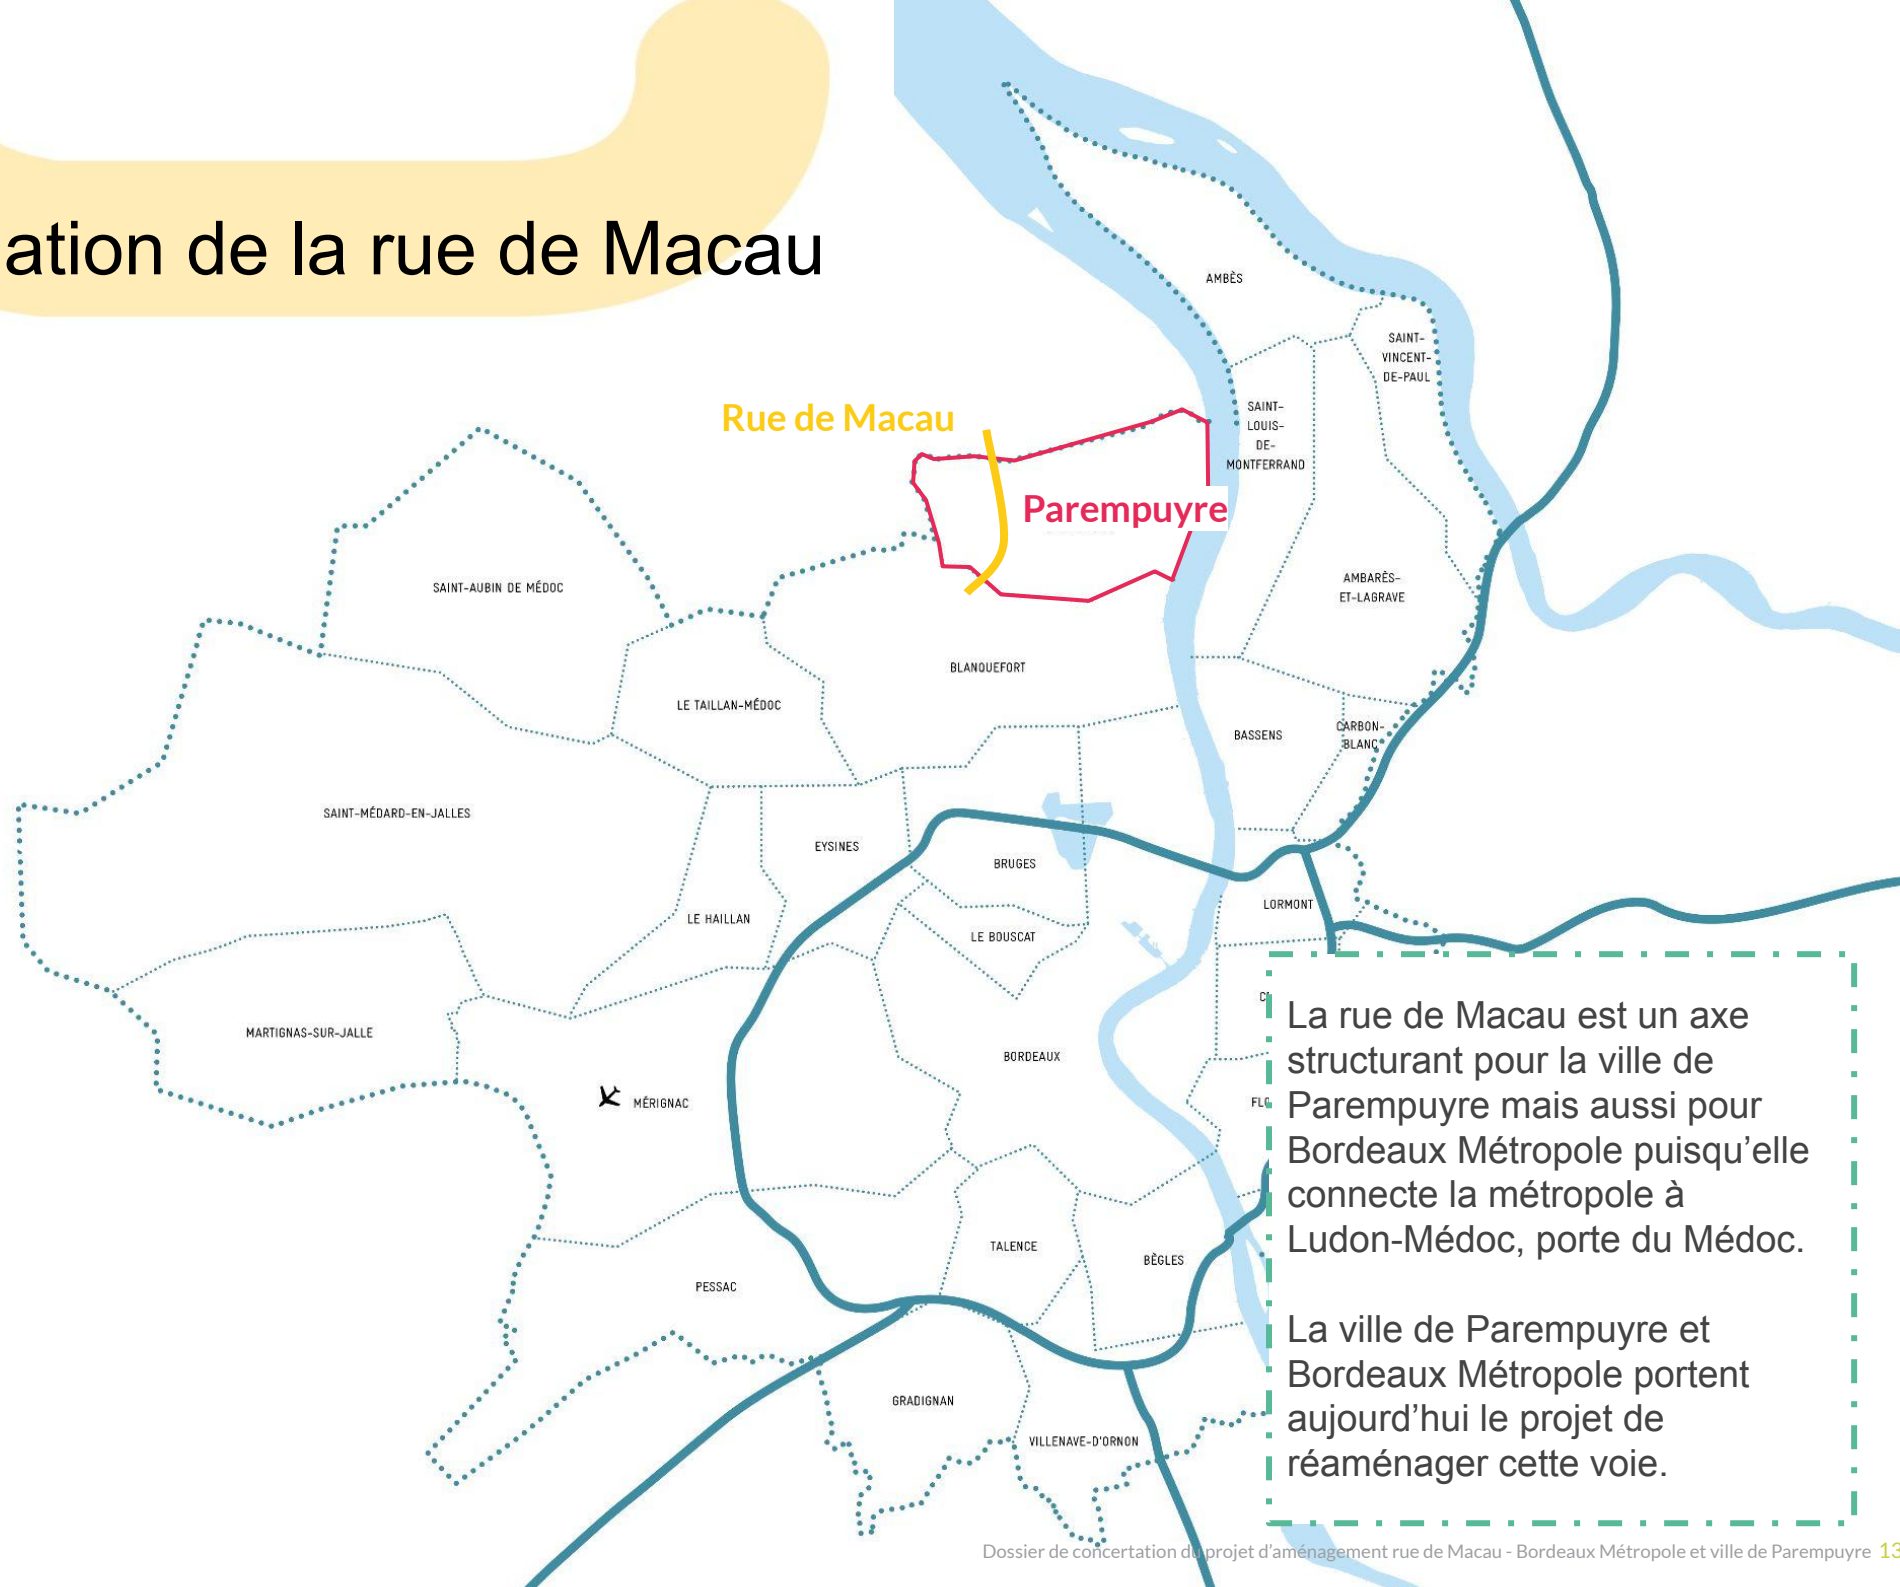 ation de la rue de Macau
AMBÈS
SAINT-
VINCENT-
DE-PAUL
Rue de Macau
SAINT-
LOUIS-
DE-
MONTFERRAND
Parempuyre
SAINT-AUBIN DE MÉDOC
AMBARÈS-
ET-LAGRAVE
BLANQUEFORT
LE TAILLAN-MÉDOC
BASSENS
CARBON-
BLANC
SAINT-MÉDARD-EN-JALLES
EYSINES
BRUGES
LE HAILLAN
LORMONT
LE BOUSCAT
MARTIGNAS-SUR-JALLE
BORDEAUX
MÉRIGNAC
TALENCE
BÈGLES
PESSAC
GRADIGNAN
VILLENAVE-D'ORNON
La rue de Macau est un axe
structurant pour la ville de
Parempuyre mais aussi pour
Bordeaux Métropole puisqu’elle
connecte la métropole à
Ludon-Médoc, porte du Médoc.
La ville de Parempuyre et
Bordeaux Métropole portent
aujourd’hui le projet de
réaménager cette voie.
Dossier de concertation du projet d’aménagement rue de Macau - Bordeaux Métropole et ville de Parempuyre 13